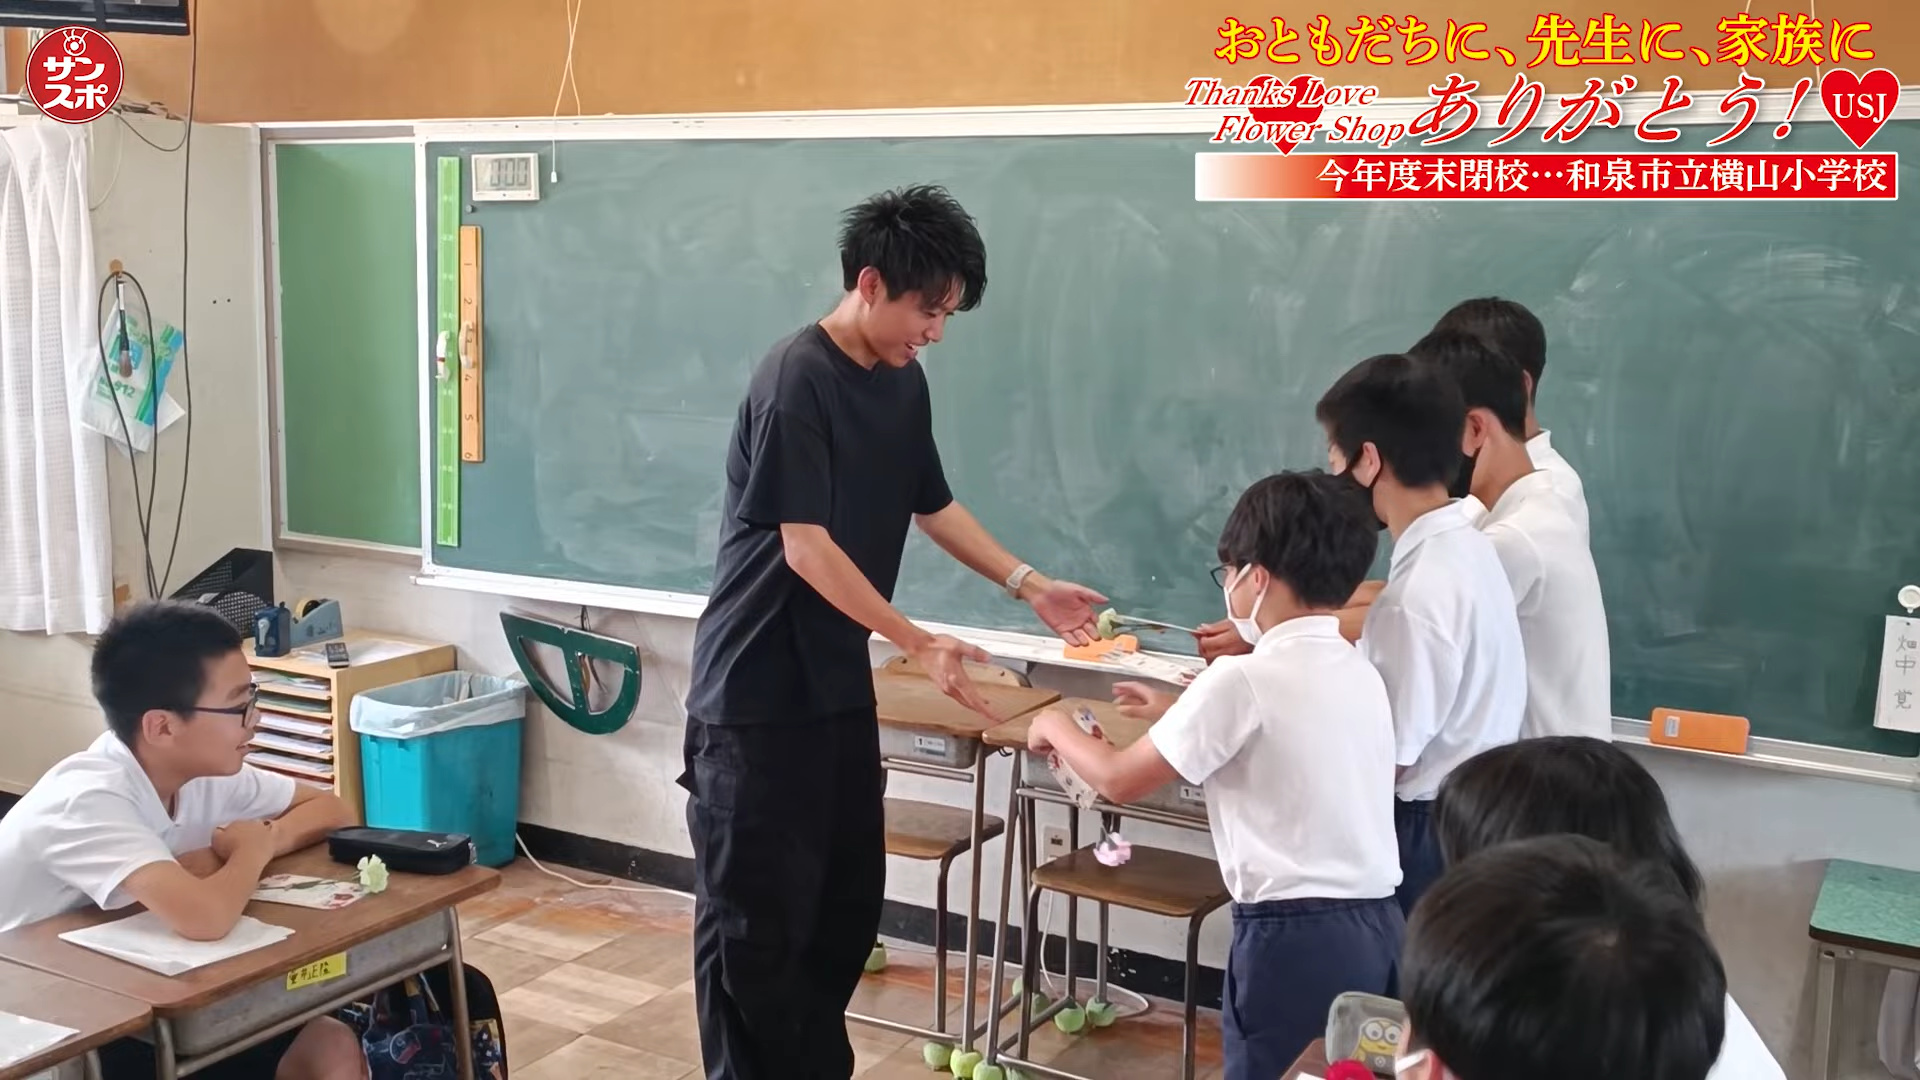 サン
スポ
おともだちに、先生に、家族に
Thanks Love
Flower Shop
ありがとう!
USJ
今年度末閉校…和泉市立横山小学校
畑中